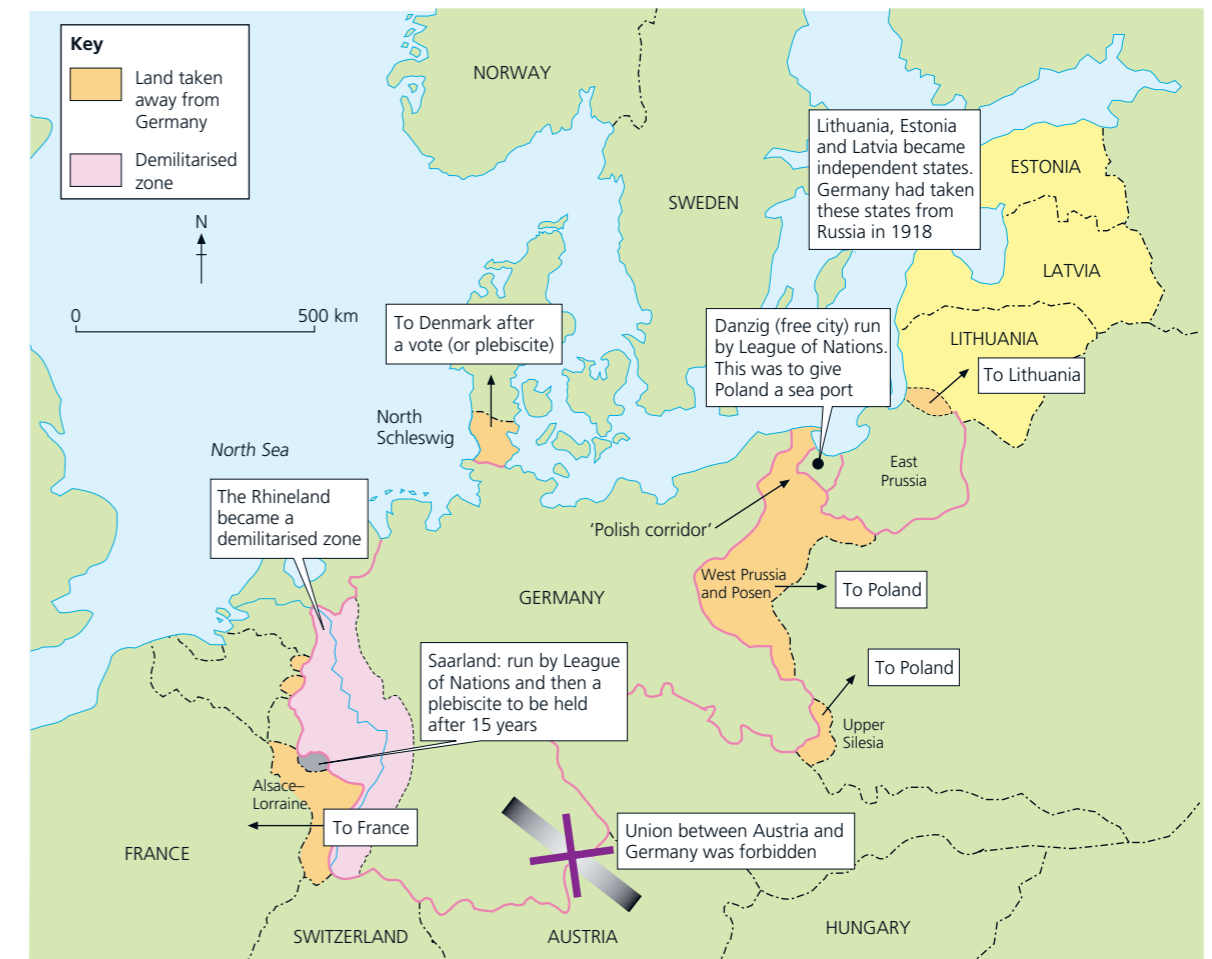 Key
Land taken
away from
Germany
Demilitarised
zone
N
0
500 km
NORWAY
SWEDEN
Lithuania, Estonia
and Latvia became
independent states.
Germany had taken
these states from
Russia in 1918
ESTONIA
LATVIA
LITHUANIA
To Lithuania
To Denmark after
a vote (or plebiscite)
Danzig (free city) run
by League of Nations.
This was to give
Poland a sea port
North
Schleswig
North Sea
East
Prussia
The Rhineland
became a
demilitarised zone
'Polish corridor'
West Prussia
and Posen
To Poland
GERMANY
Saarland: run by League
of Nations and then a
plebiscite to be held
after 15 years
To Poland
Upper
Silesia
Alsace–
Lorraine
To France
FRANCE
Union between Austria and
Germany was forbidden
SWITZERLAND
AUSTRIA
HUNGARY